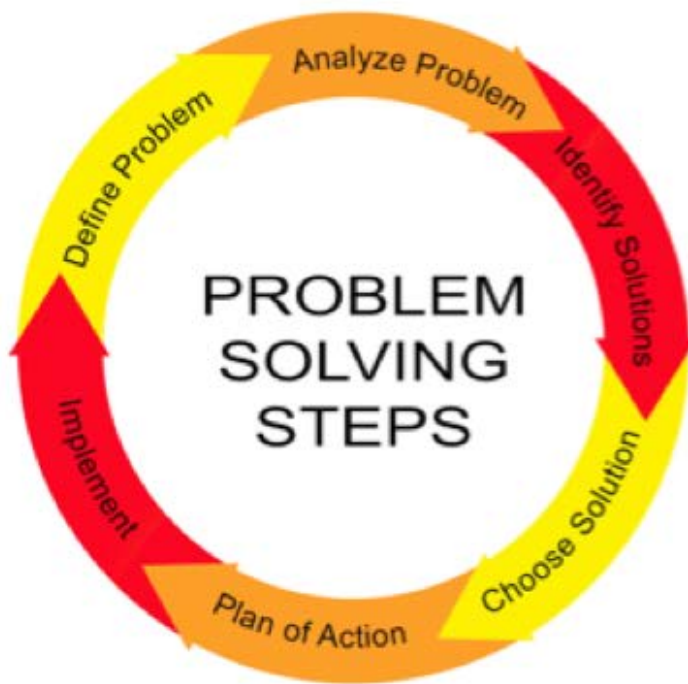 PROBLEM
SOLVING
STEPS
Define Problem
Analyze Problem
Identify Solutions
Choose Solution
Plan of Action
Implement